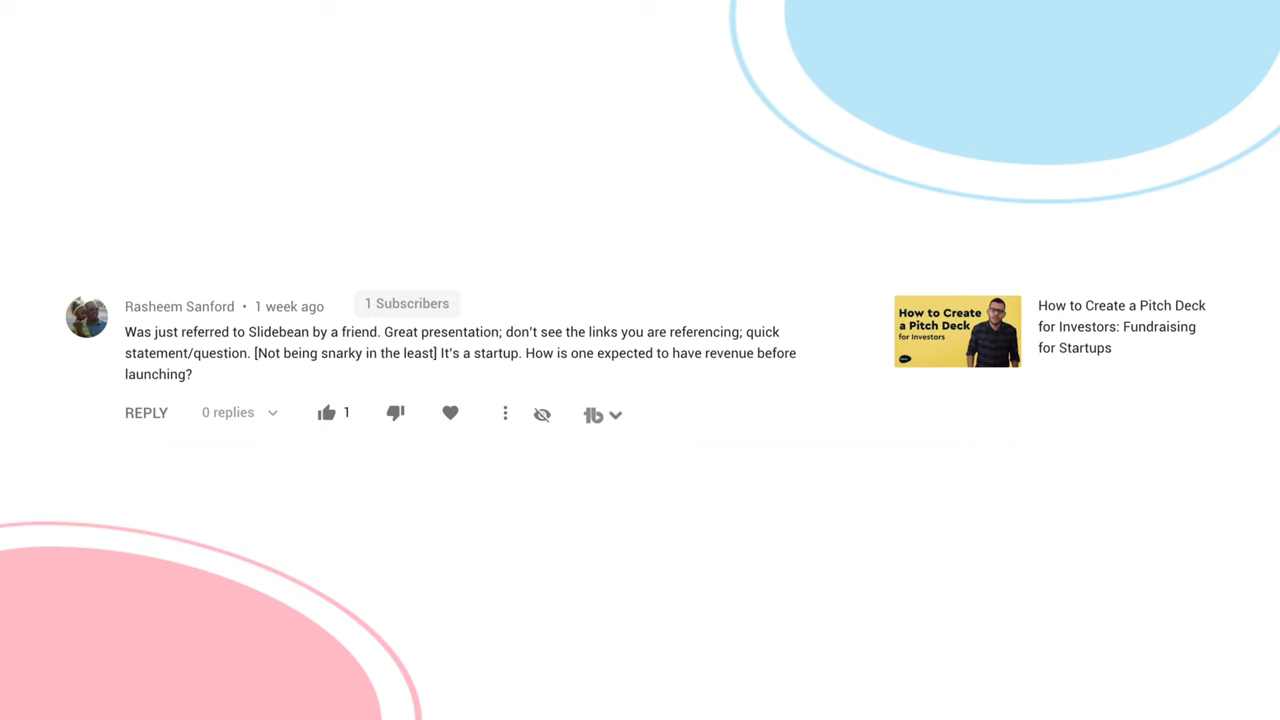 Rasheem Sanford • 1 week ago
1 Subscribers
Was just referred to Slidebean by a friend. Great presentation; don't see the links you are referencing; quick
statement/question. [Not being snarky in the least] It's a startup. How is one expected to have revenue before
launching?
REPLY
0 replies
1
How to Create
a Pitch Deck
for Investors
How to Create a Pitch Deck
for Investors: Fundraising
for Startups